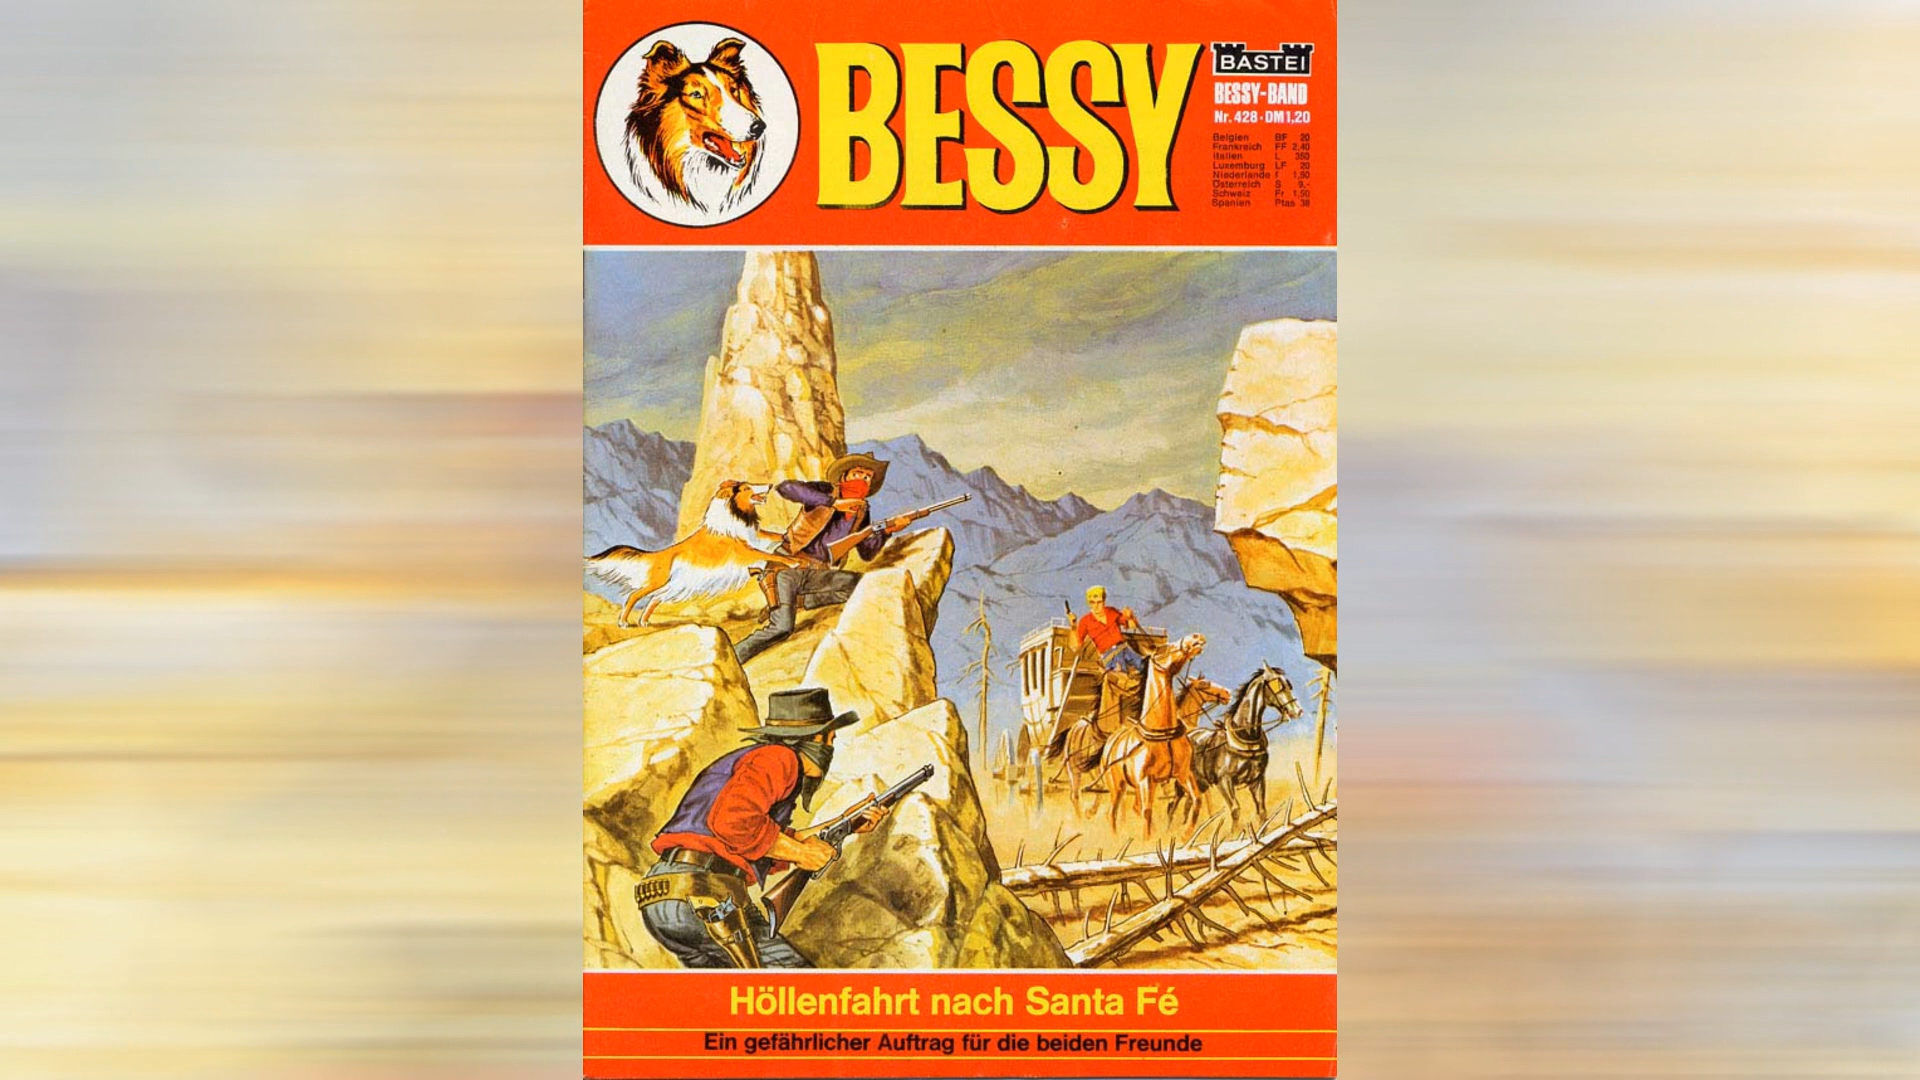 BESSY
BASTEI
BESSY-BAND
Nr. 428 · DM 1,20
Belgien BF 20
Frankreich FF 2,40
Italien L 350
Luxemburg LF 20
Niederlande f 1,50
Österreich S 9,-
Schweiz Fr 1,50
Spanien Ptas 38
Höllenfahrt nach Santa Fé
Ein gefährlicher Auftrag für die beiden Freunde